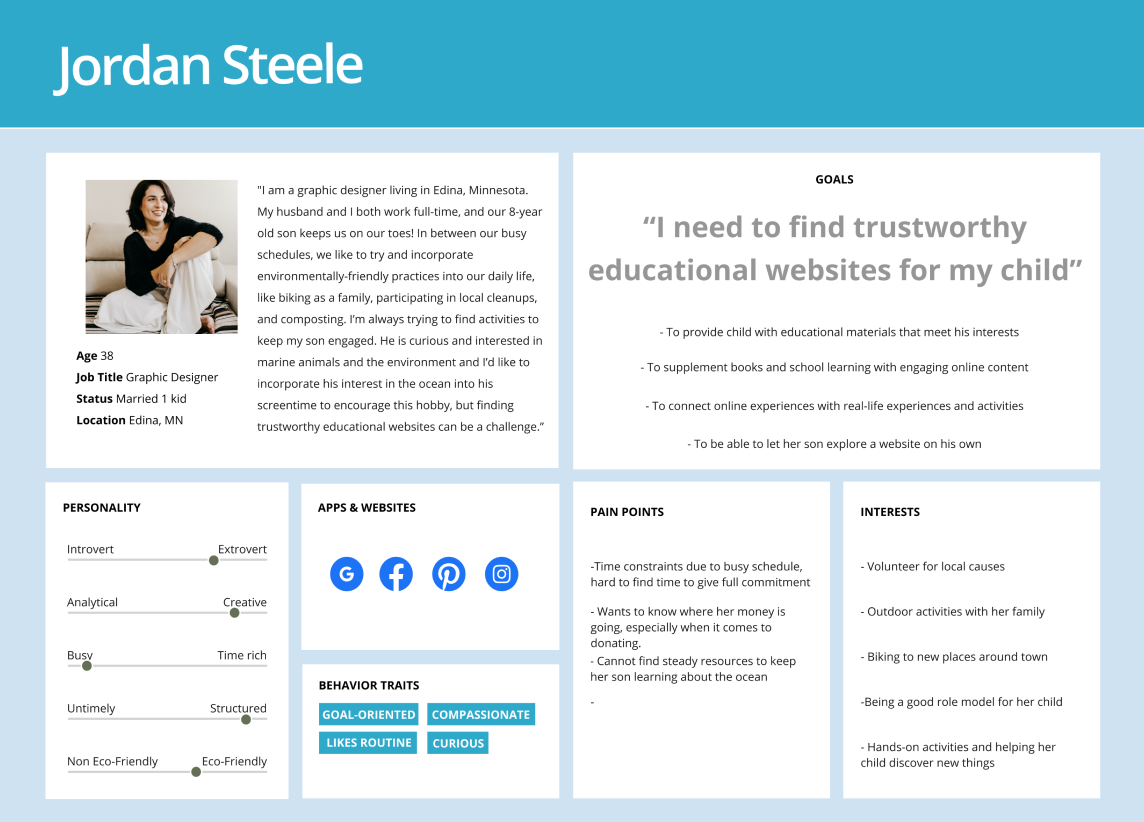 Jordan Steele
"I am a graphic designer living in Edina, Minnesota.
My husband and I both work full-time, and our 8-year
old son keeps us on our toes! In between our busy
schedules, we like to try and incorporate
environmentally-friendly practices into our daily life,
like biking as a family, participating in local cleanups,
and composting. I’m always trying to find activities to
keep my son engaged. He is curious and interested in
marine animals and the environment and I’d like to
incorporate his interest in the ocean into his
screentime to encourage this hobby, but finding
trustworthy educational websites can be a challenge.”
Age 38
Job Title Graphic Designer
Status Married 1 kid
Location Edina, MN
GOALS
“I need to find trustworthy
educational websites for my child”
- To provide child with educational materials that meet his interests
- To supplement books and school learning with engaging online content
- To connect online experiences with real-life experiences and activities
- To be able to let her son explore a website on his own
PERSONALITY
Introvert Extrovert
Analytical Creative
Busy Time rich
Untimely Structured
Non Eco-Friendly Eco-Friendly
APPS & WEBSITES
BEHAVIOR TRAITS
GOAL-ORIENTED COMPASSIONATE
LIKES ROUTINE CURIOUS
PAIN POINTS
-Time constraints due to busy schedule,
hard to find time to give full commitment
- Wants to know where her money is
going, especially when it comes to
donating.
- Cannot find steady resources to keep
her son learning about the ocean
-
INTERESTS
- Volunteer for local causes
- Outdoor activities with her family
- Biking to new places around town
-Being a good role model for her child
- Hands-on activities and helping her
child discover new things